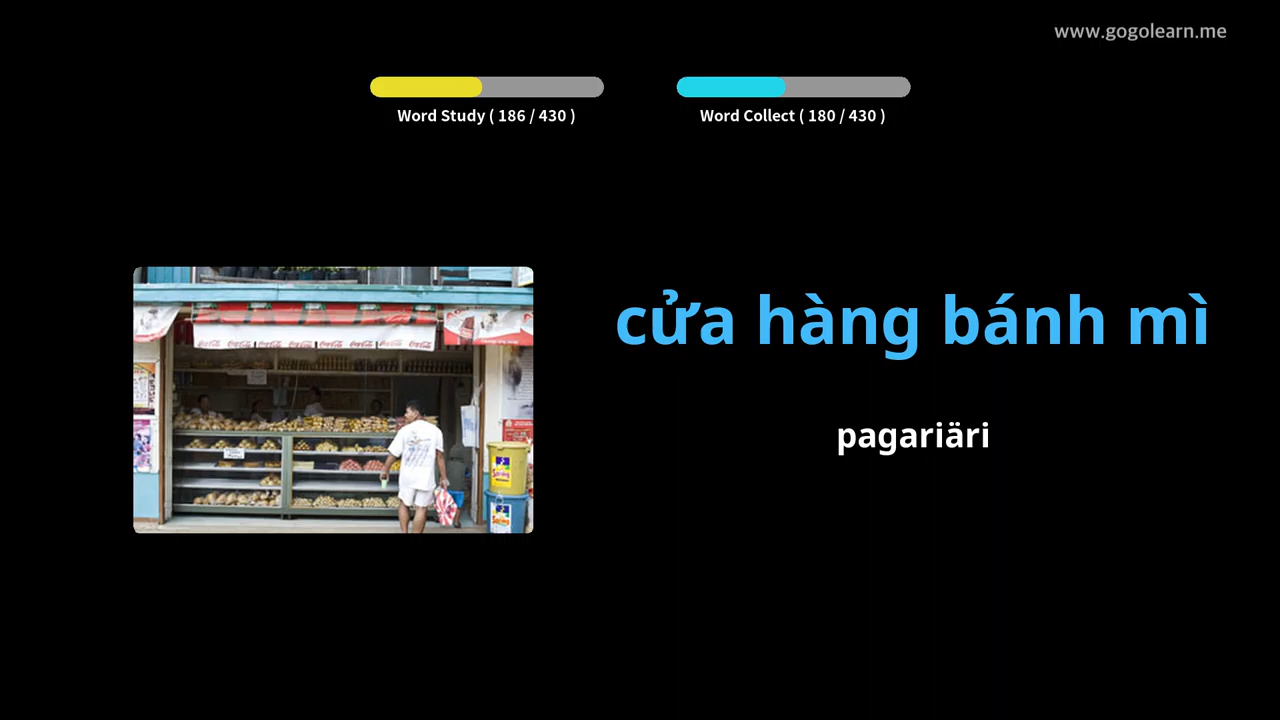 www.gogolearn.me
Word Study ( 186 / 430 )
Word Collect ( 180 / 430 )
cửa hàng bánh mì
pagariäri